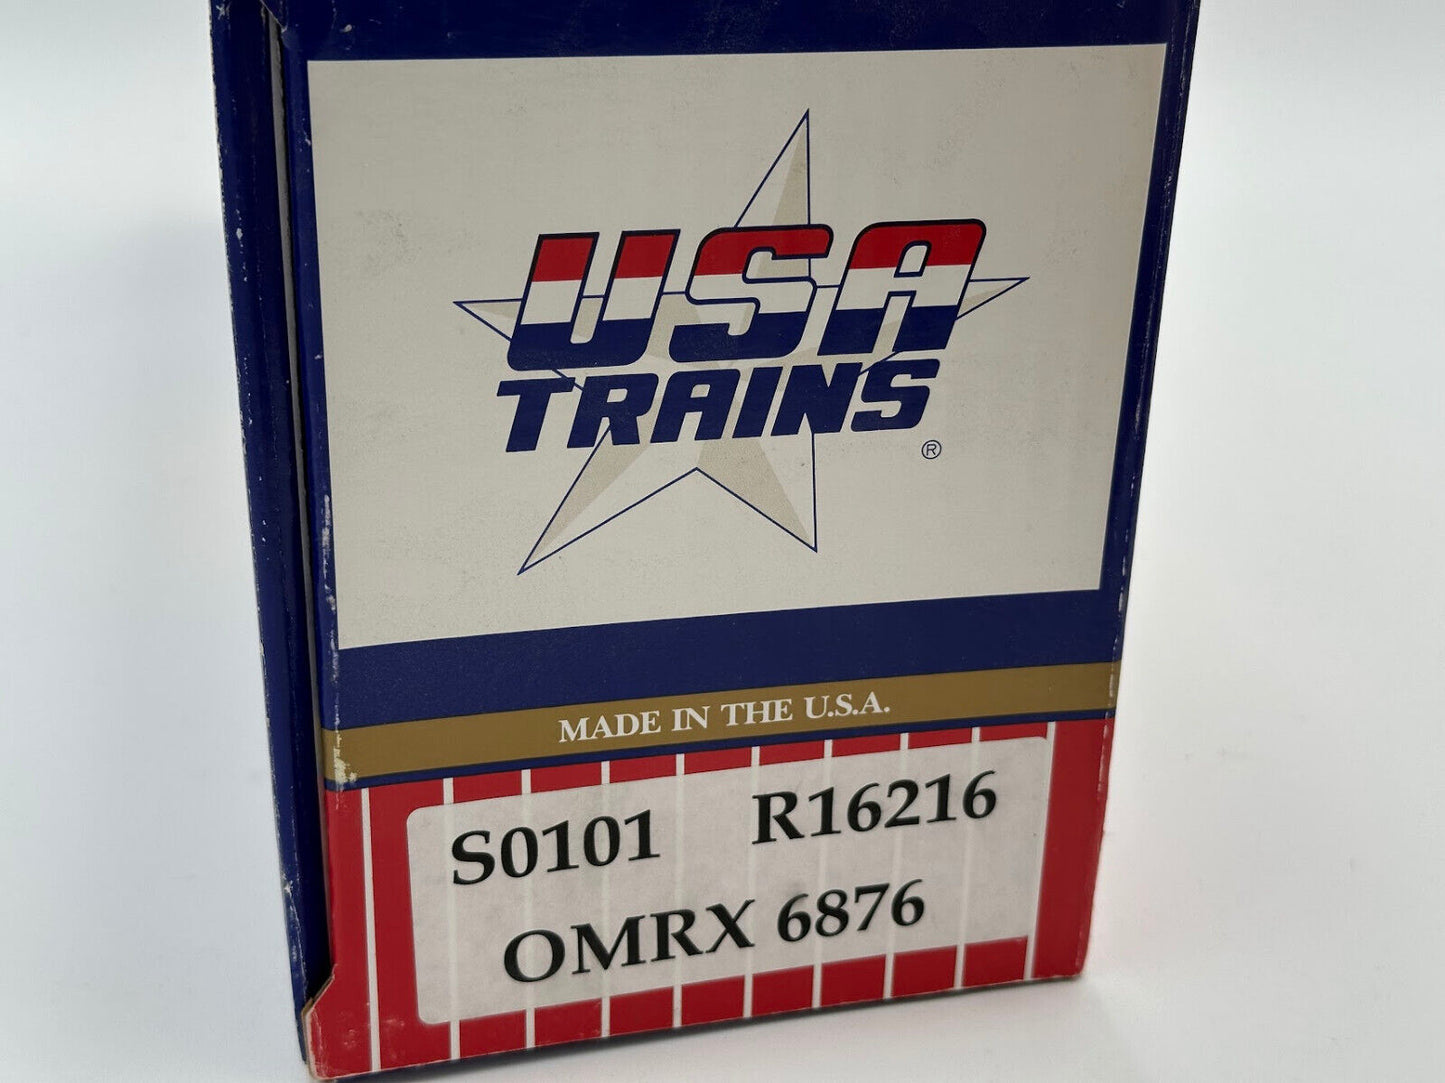 USA
TRAINS
®
MADE IN THE U.S.A.
S0101 R16216
OMRX 6876